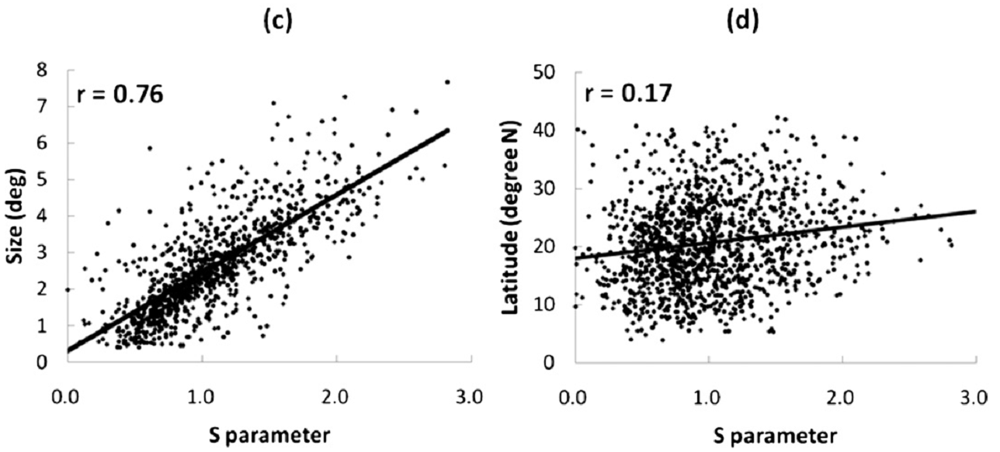 (c)
r = 0.76
Size (deg)
8
7
6
5
4
3
2
1
0
0.0 1.0 2.0 3.0
S parameter
(d)
r = 0.17
Latitude (degree N)
50
40
30
20
10
0
0.0 1.0 2.0 3.0
S parameter